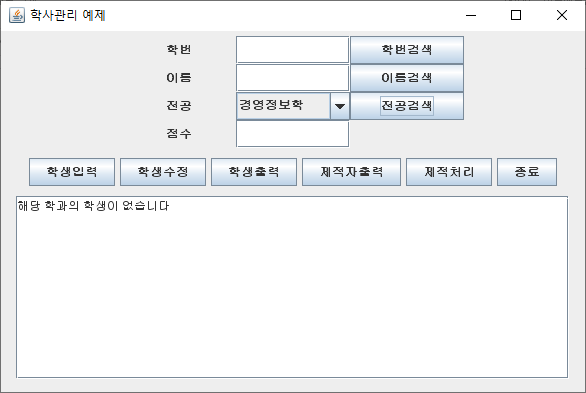 학사관리 예제
학번 학번검색
이름 이름검색
전공 경영정보학 전공검색
점수
학생입력 학생수정 학생출력 제적자출력 제적처리 종료
해당 학과의 학생이 없습니다